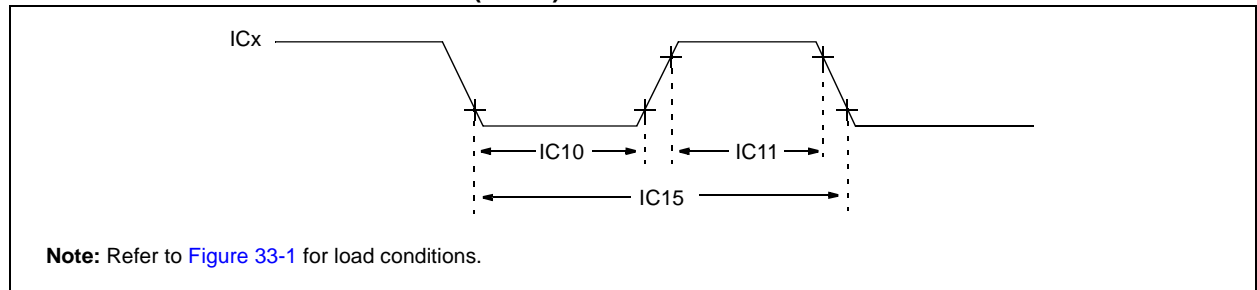 ICx
IC10
IC11
IC15
Note: Refer to Figure 33-1 for load conditions.